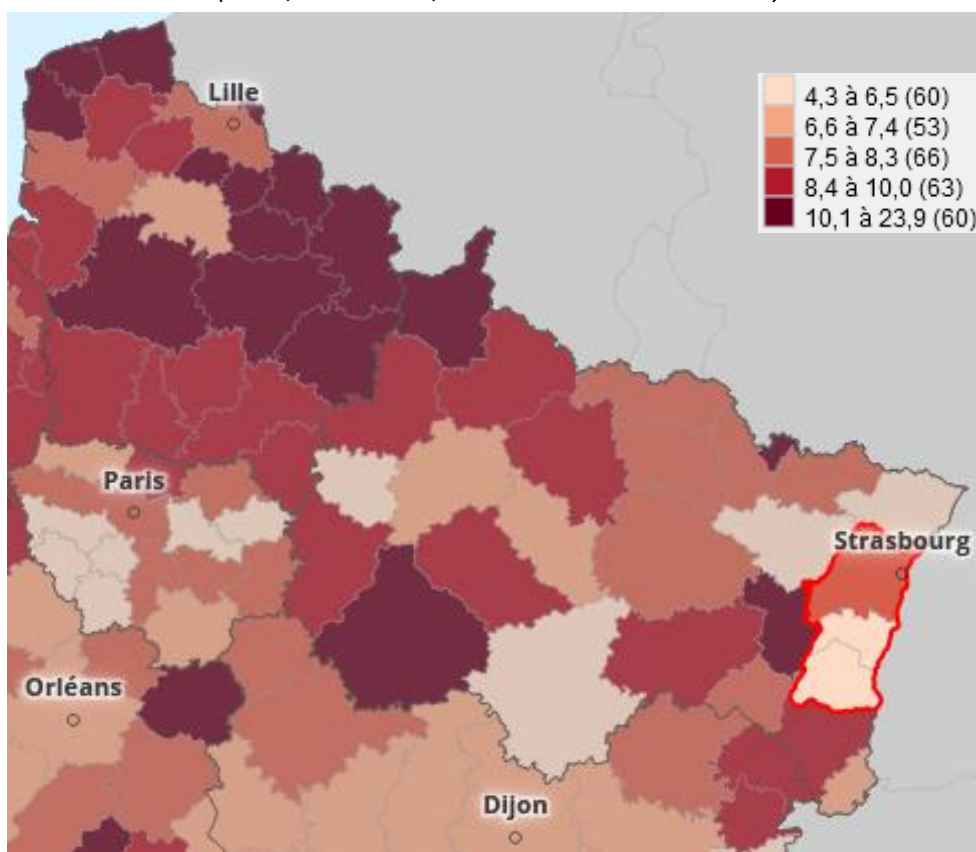 Lille
4,3 à 6,5 (60)
6,6 à 7,4 (53)
7,5 à 8,3 (66)
8,4 à 10,0 (63)
10,1 à 23,9 (60)
Paris
Strasbourg
Orléans
Dijon